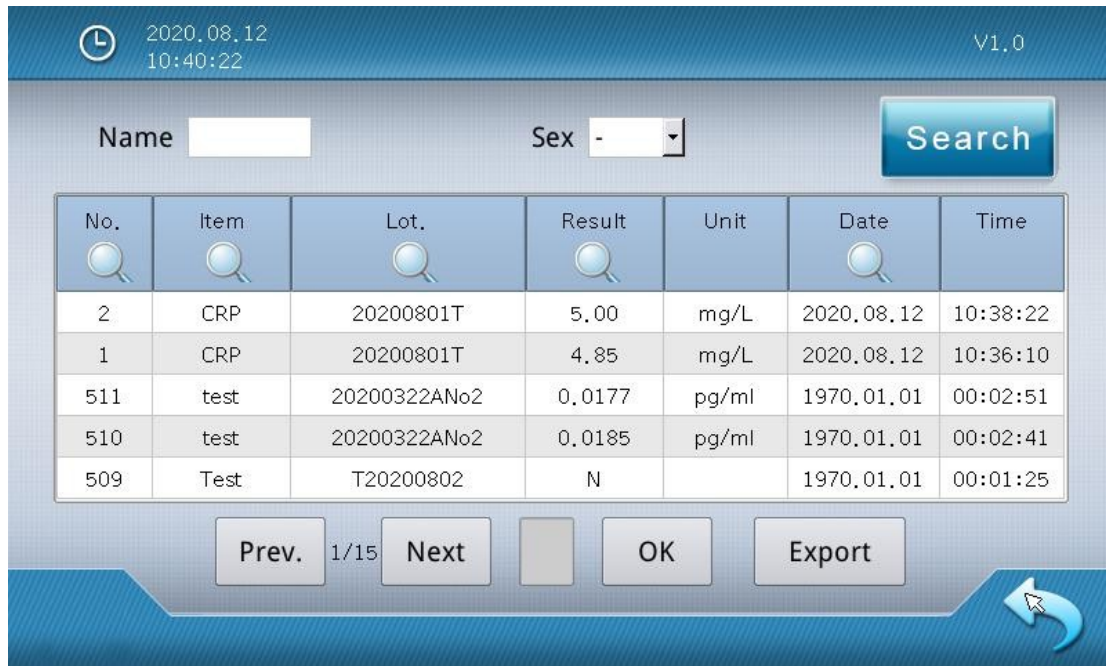 2020.08.12
10:40:22
V1.0
Name Sex - Search
No. Item Lot. Result Unit Date Time
2 CRP 20200801T 5.00 mg/L 2020.08.12 10:38:22
1 CRP 20200801T 4.85 mg/L 2020.08.12 10:36:10
511 test 20200322ANo2 0.0177 pg/ml 1970.01.01 00:02:51
510 test 20200322ANo2 0.0185 pg/ml 1970.01.01 00:02:41
509 Test T20200802 N 1970.01.01 00:01:25
Prev. 1/15 Next OK Export